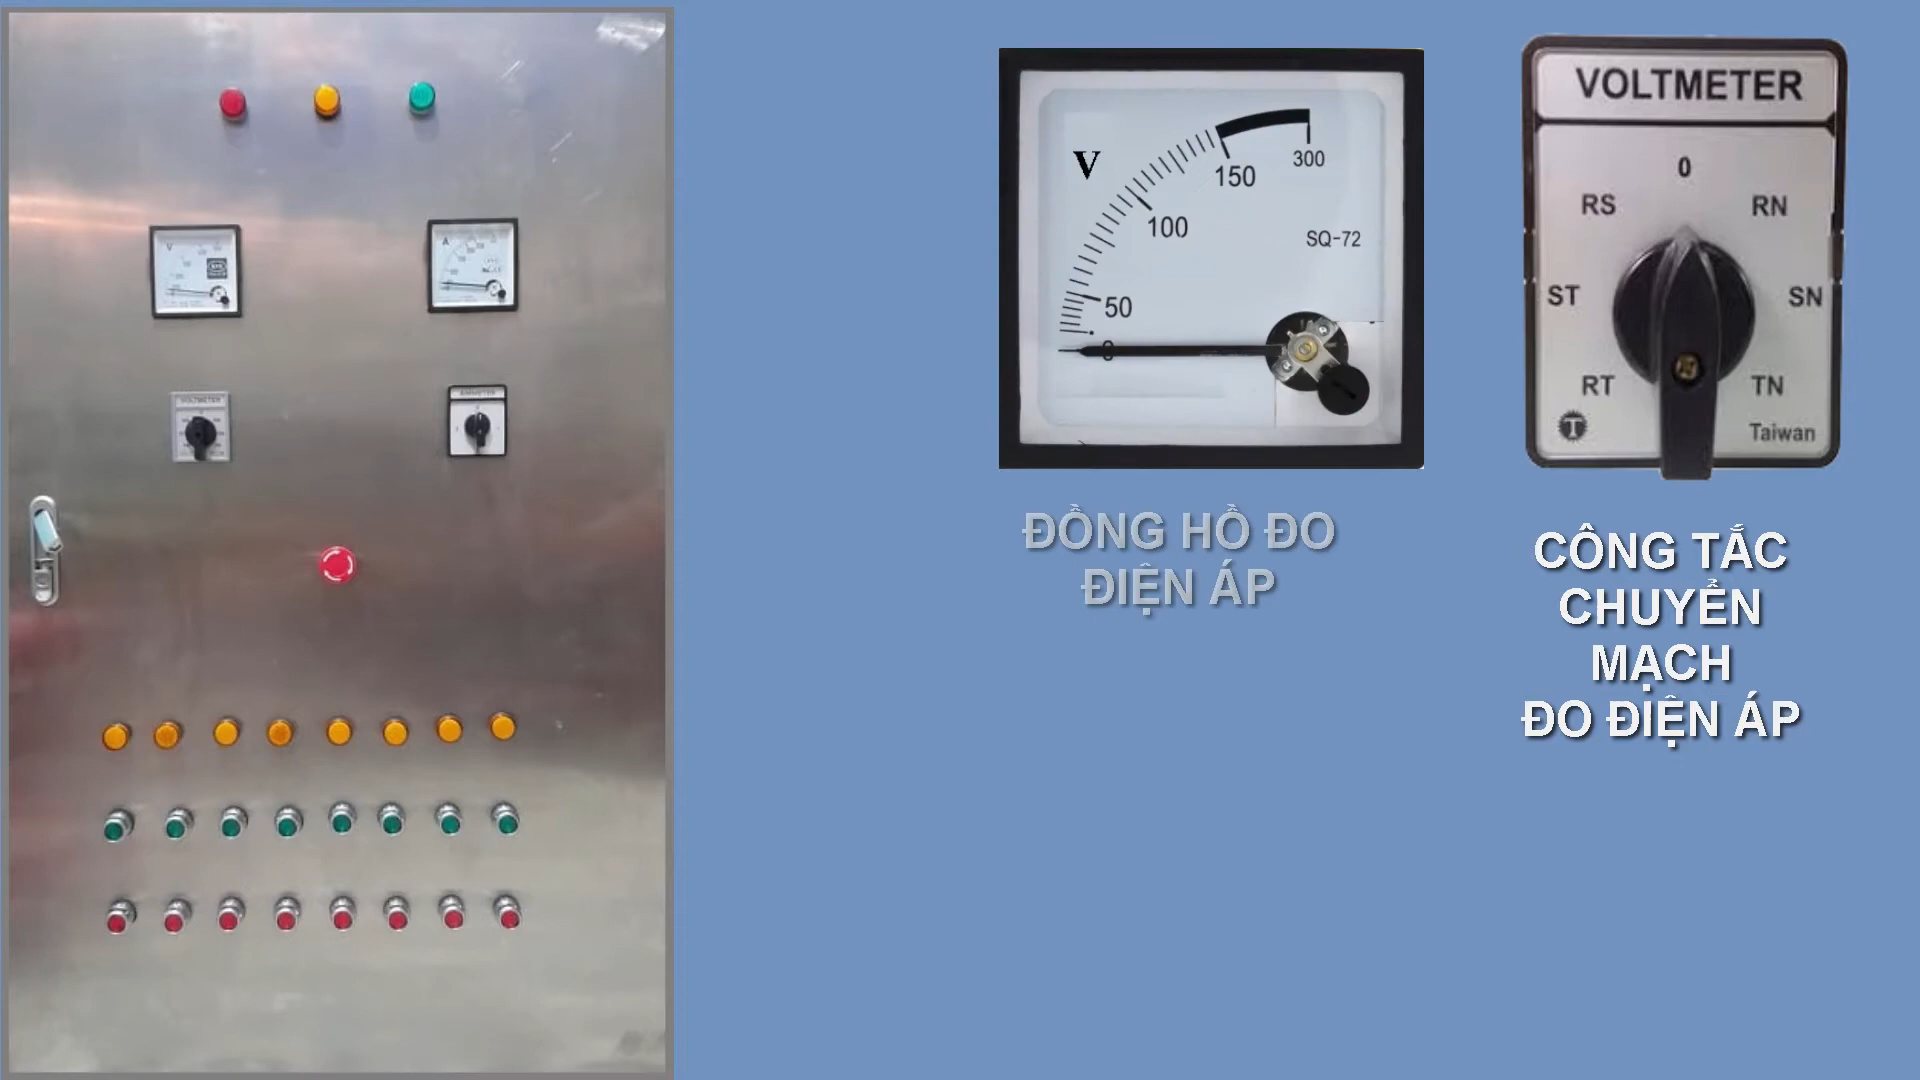 V
A
VOLTMETER
V
0
50
100
150
300
SQ-72
VOLTMETER
0
RS
RN
ST
SN
RT
TN
T
Taiwan
ĐỒNG HỒ ĐO
ĐIỆN ÁP
CÔNG TẮC
CHUYỂN
MẠCH
ĐO ĐIỆN ÁP